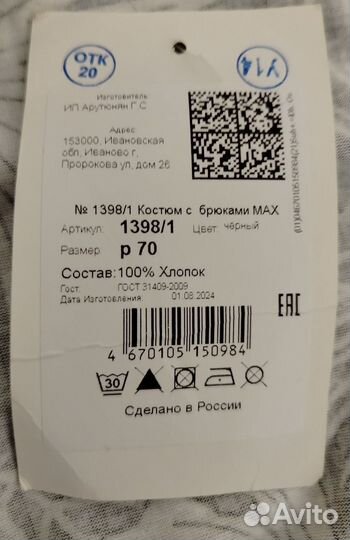 ОТК
20
У14
Изготовитель
ИП Арутюнян Г С
Адрес:
153000, Ивановская
обл, Иваново г,
Пророкова ул, дом 26
№ 1398/1 Костюм с брюками MAX
Артикул: 1398/1 Цвет: чёрный
Размер: р 70
Состав:100% Хлопок
Гост: ГОСТ 31409-2009
Дата Изготовления: 01.08.2024
EAC
4 670105 150984
30
Сделано в России
Avito